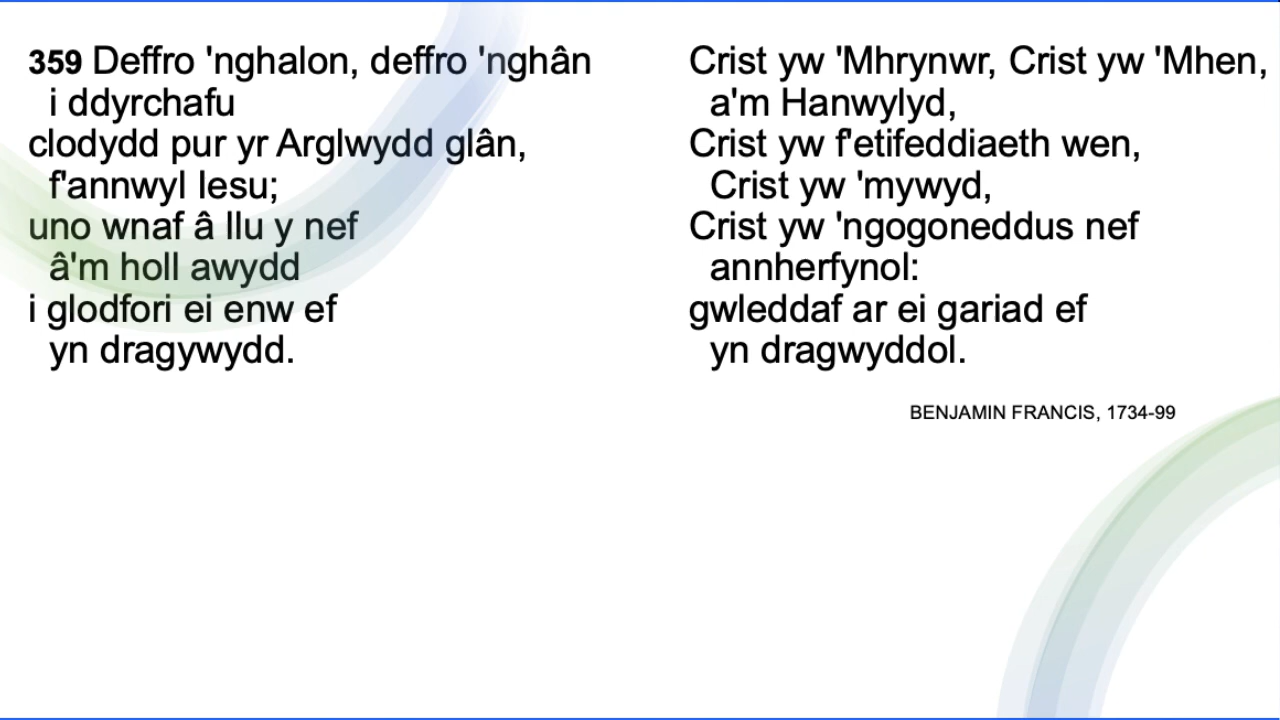 359 Deffro 'nghalon, deffro 'nghân
i ddyrchafu
clodydd pur yr Arglwydd glân,
f'annwyl Iesu;
uno wnaf â llu y nef
â'm holl awydd
i glodfori ei enw ef
yn dragywydd.
Crist yw 'Mhrynwr, Crist yw 'Mhen,
a'm Hanwylyd,
Crist yw f'etifeddiaeth wen,
Crist yw 'mywyd,
Crist yw 'ngogoneddus nef
annherfynol:
gwleddaf ar ei gariad ef
yn dragwyddol.
BENJAMIN FRANCIS, 1734-99